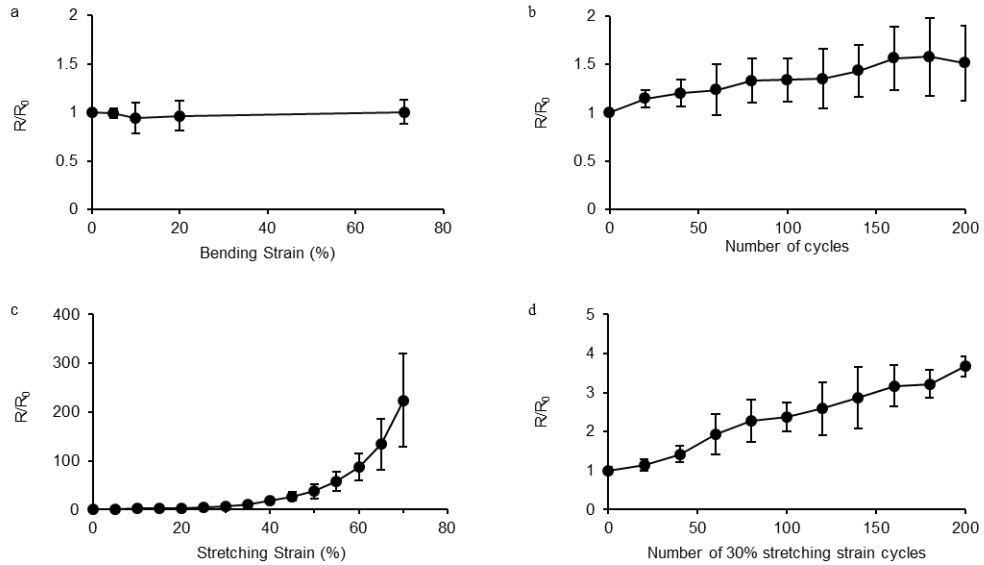 a
2
1.5
1
0.5
0
R/R0
0 20 40 60 80
Bending Strain (%)
b
2
1.5
1
0.5
0
R/R0
0 50 100 150 200
Number of cycles
c
400
300
200
100
0
R/R0
0 20 40 60 80
Stretching Strain (%)
d
5
4
3
2
1
0
R/R0
0 50 100 150 200
Number of 30% stretching strain cycles